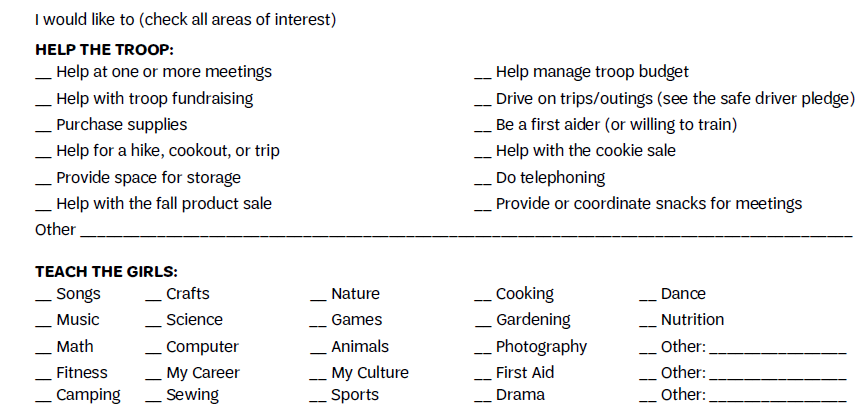 I would like to (check all areas of interest)
HELP THE TROOP:
__ Help at one or more meetings __ Help manage troop budget
__ Help with troop fundraising __ Drive on trips/outings (see the safe driver pledge)
__ Purchase supplies __ Be a first aider (or willing to train)
__ Help for a hike, cookout, or trip __ Help with the cookie sale
__ Provide space for storage __ Do telephoning
__ Help with the fall product sale __ Provide or coordinate snacks for meetings
Other ______________________________
TEACH THE GIRLS:
__ Songs __ Crafts __ Nature __ Cooking __ Dance
__ Music __ Science __ Games __ Gardening __ Nutrition
__ Math __ Computer __ Animals __ Photography __ Other: _______________
__ Fitness __ My Career __ My Culture __ First Aid __ Other: _______________
__ Camping __ Sewing __ Sports __ Drama __ Other: _______________